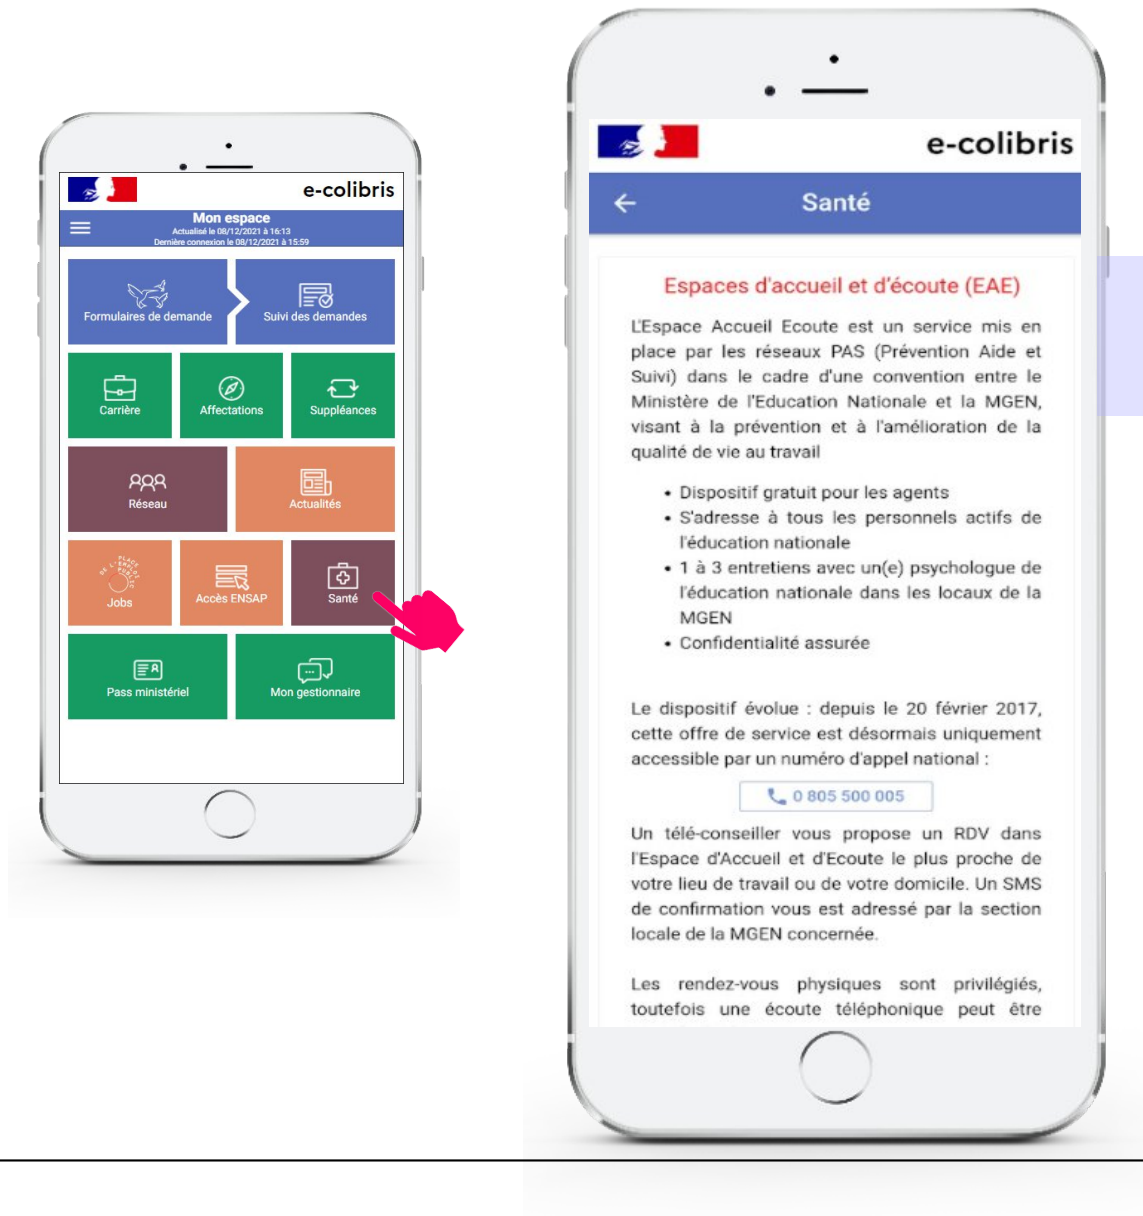 e-colibris
Mon espace
Actualisé le 08/12/2021 à 16:13
Dernière connexion le 08/12/2021 à 15:59
Formulaires de demande
Suivi des demandes
Carrière
Affectations
Suppléances
Réseau
Actualités
PLACE DE L'EMPLOI PUBLIC
Jobs
Accès ENSAP
Santé
Pass ministériel
Mon gestionnaire
e-colibris
Santé
Espaces d'accueil et d'écoute (EAE)
L'Espace Accueil Ecoute est un service mis en
place par les réseaux PAS (Prévention Aide et
Suivi) dans le cadre d'une convention entre le
Ministère de l'Education Nationale et la MGEN,
visant à la prévention et à l'amélioration de la
qualité de vie au travail
• Dispositif gratuit pour les agents
• S'adresse à tous les personnels actifs de
l'éducation nationale
• 1 à 3 entretiens avec un(e) psychologue de
l'éducation nationale dans les locaux de la
MGEN
• Confidentialité assurée
Le dispositif évolue : depuis le 20 février 2017,
cette offre de service est désormais uniquement
accessible par un numéro d'appel national :
0 805 500 005
Un télé-conseiller vous propose un RDV dans
l'Espace d'Accueil et d'Ecoute le plus proche de
votre lieu de travail ou de votre domicile. Un SMS
de confirmation vous est adressé par la section
locale de la MGEN concernée.
Les rendez-vous physiques sont privilégiés,
toutefois une écoute téléphonique peut être